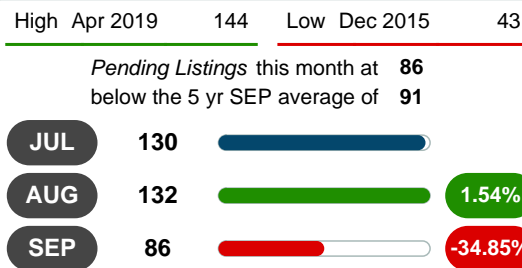 High Apr 2019 144 Low Dec 2015 43
Pending Listings this month at 86
below the 5 yr SEP average of 91
JUL 130
AUG 132 1.54%
SEP 86 -34.85%